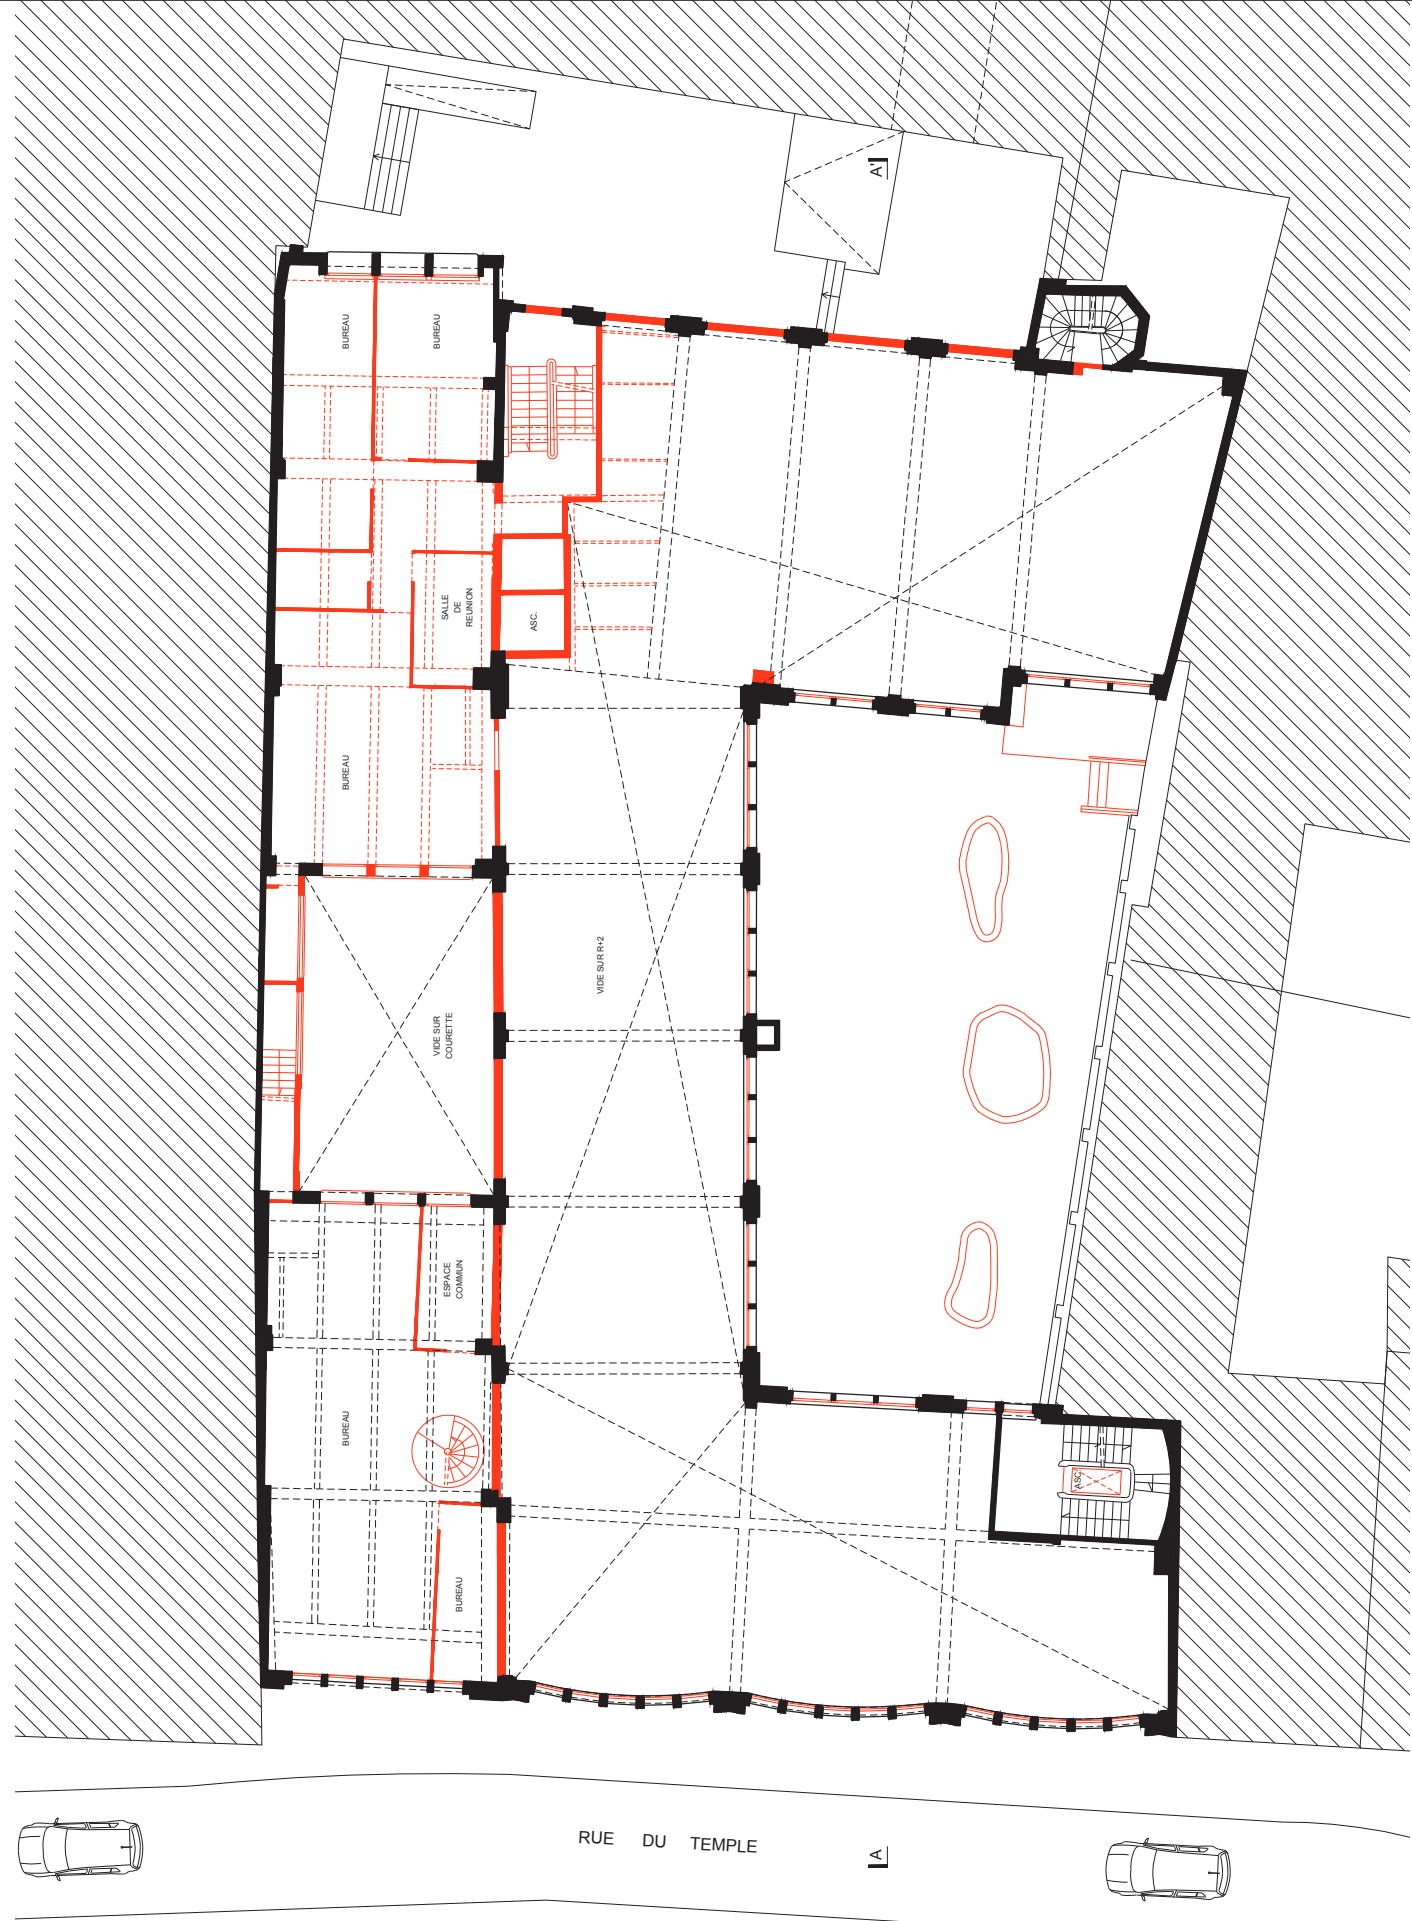 A'
BUREAU
BUREAU
SALLE
DE
REUNION
ASC.
BUREAU
VIDE SUR R+2
VIDE SUR
COURETTE
ESPACE
COMMUN
BUREAU
ASC.
BUREAU
RUE DU TEMPLE
A